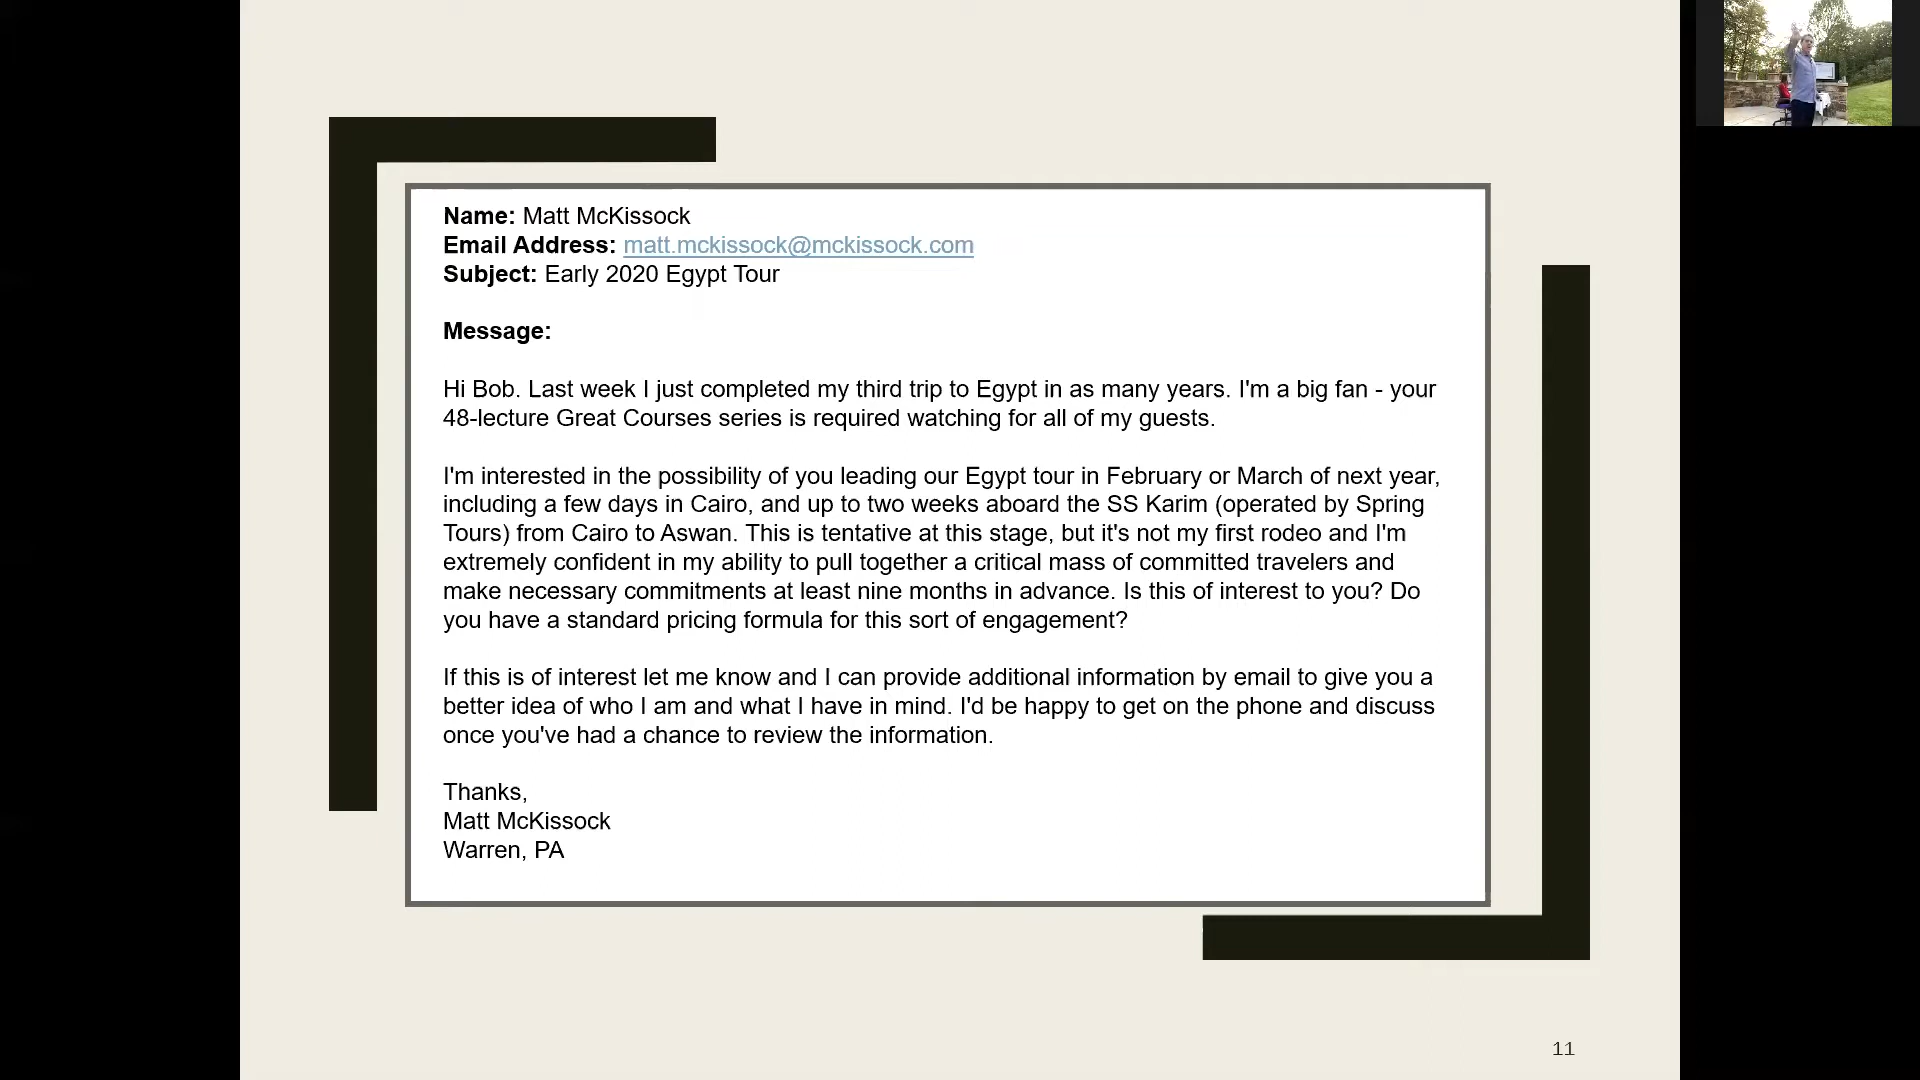 Name: Matt McKissock
Email Address: matt.mckissock@mckissock.com
Subject: Early 2020 Egypt Tour
Message:
Hi Bob. Last week I just completed my third trip to Egypt in as many years. I'm a big fan - your
48-lecture Great Courses series is required watching for all of my guests.
I'm interested in the possibility of you leading our Egypt tour in February or March of next year,
including a few days in Cairo, and up to two weeks aboard the SS Karim (operated by Spring
Tours) from Cairo to Aswan. This is tentative at this stage, but it's not my first rodeo and I'm
extremely confident in my ability to pull together a critical mass of committed travelers and
make necessary commitments at least nine months in advance. Is this of interest to you? Do
you have a standard pricing formula for this sort of engagement?
If this is of interest let me know and I can provide additional information by email to give you a
better idea of who I am and what I have in mind. I'd be happy to get on the phone and discuss
once you've had a chance to review the information.
Thanks,
Matt McKissock
Warren, PA
11